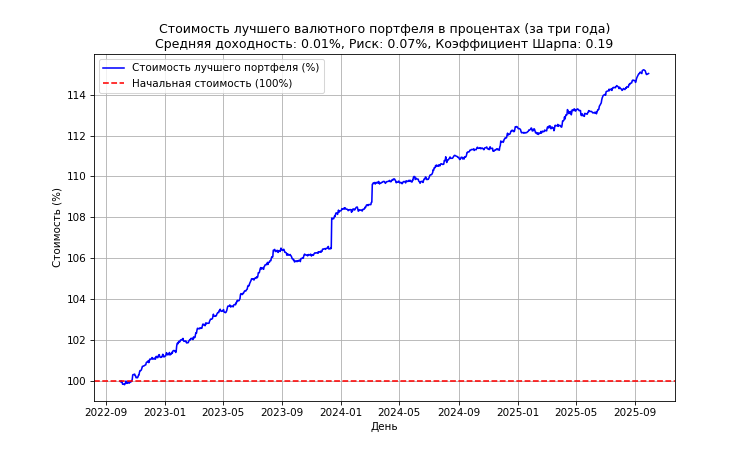 Стоимость лучшего валютного портфеля в процентах (за три года)
Средняя доходность: 0.01%, Риск: 0.07%, Коэффициент Шарпа: 0.19
Стоимость лучшего портфеля (%)
Начальная стоимость (100%)
Стоимость (%)
114
112
110
108
106
104
102
100
2022-09 2023-01 2023-05 2023-09 2024-01 2024-05 2024-09 2025-01 2025-05 2025-09
День